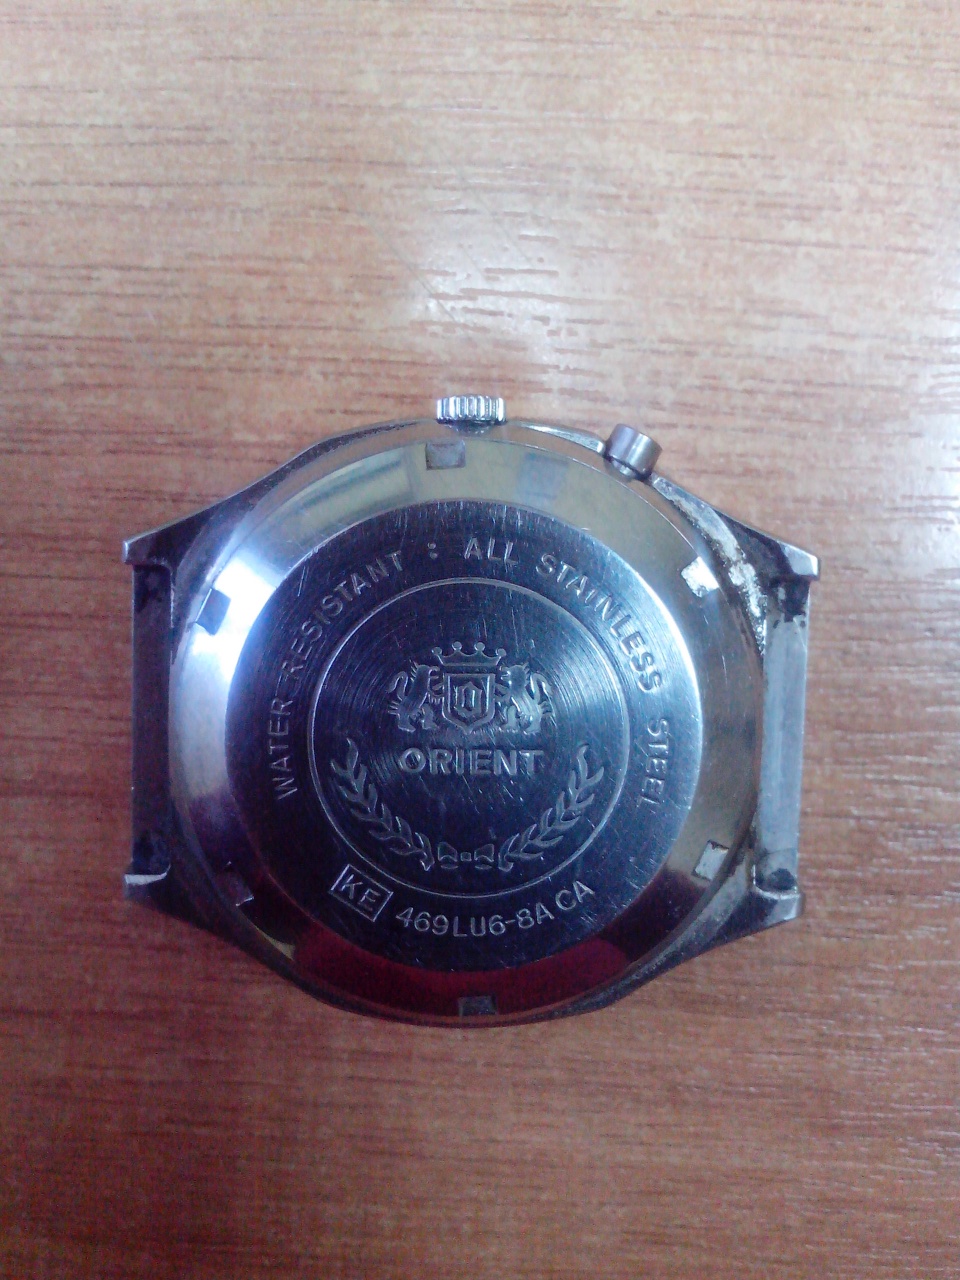 WATER RESISTANT : ALL STAINLESS STEEL
ORIENT
KE 469LU6-8A CA